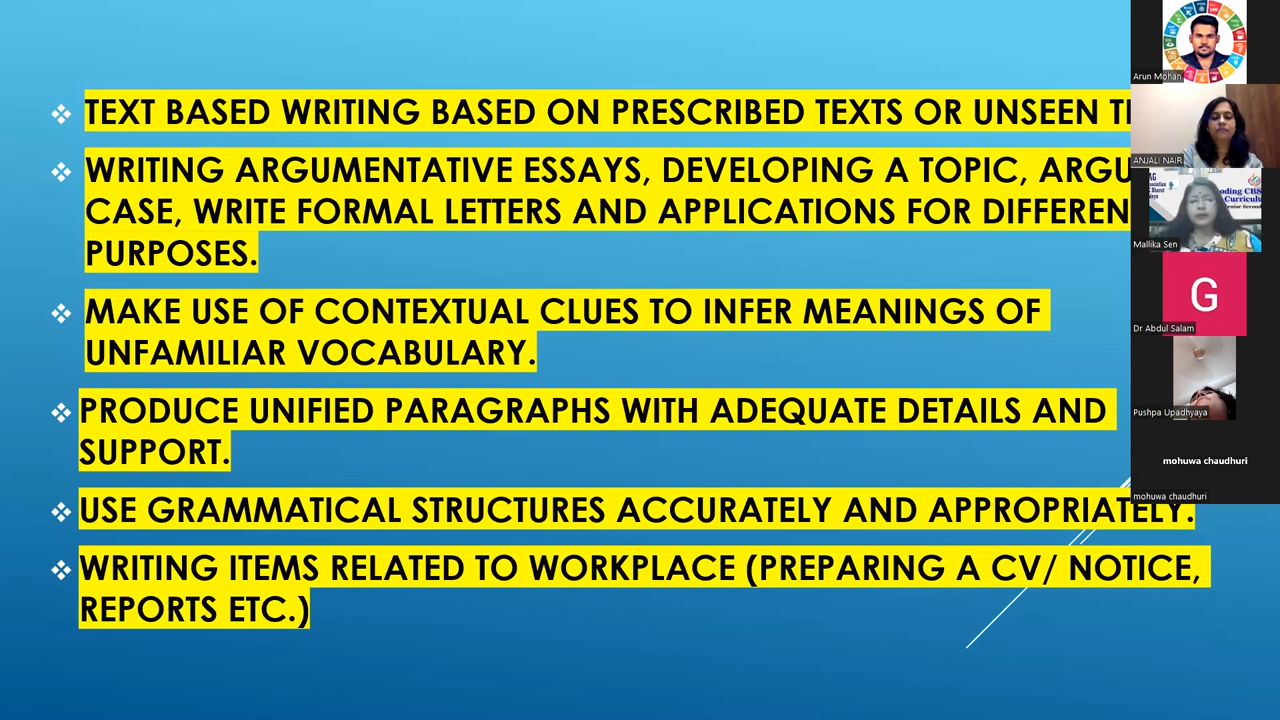 TEXT BASED WRITING BASED ON PRESCRIBED TEXTS OR UNSEEN
WRITING ARGUMENTATIVE ESSAYS, DEVELOPING A TOPIC,
CASE, WRITE FORMAL LETTERS AND APPLICATIONS FOR
PURPOSES.
MAKE USE OF CONTEXTUAL CLUES TO INFER MEANINGS OF
UNFAMILIAR VOCABULARY.
PRODUCE UNIFIED PARAGRAPHS WITH ADEQUATE DETAILS AND
SUPPORT.
USE GRAMMATICAL STRUCTURES ACCURATELY AND APPROPRIATELY.
WRITING ITEMS RELATED TO WORKPLACE (PREPARING A CV/ NOTICE,
REPORTS ETC.)
Arun Mohan
ANJALI NAIR
Mallika Sen
G
Dr Abdul Salam
Pushpa Upadhyaya
mohuwa chaudhuri
mohuwa chaudhuri